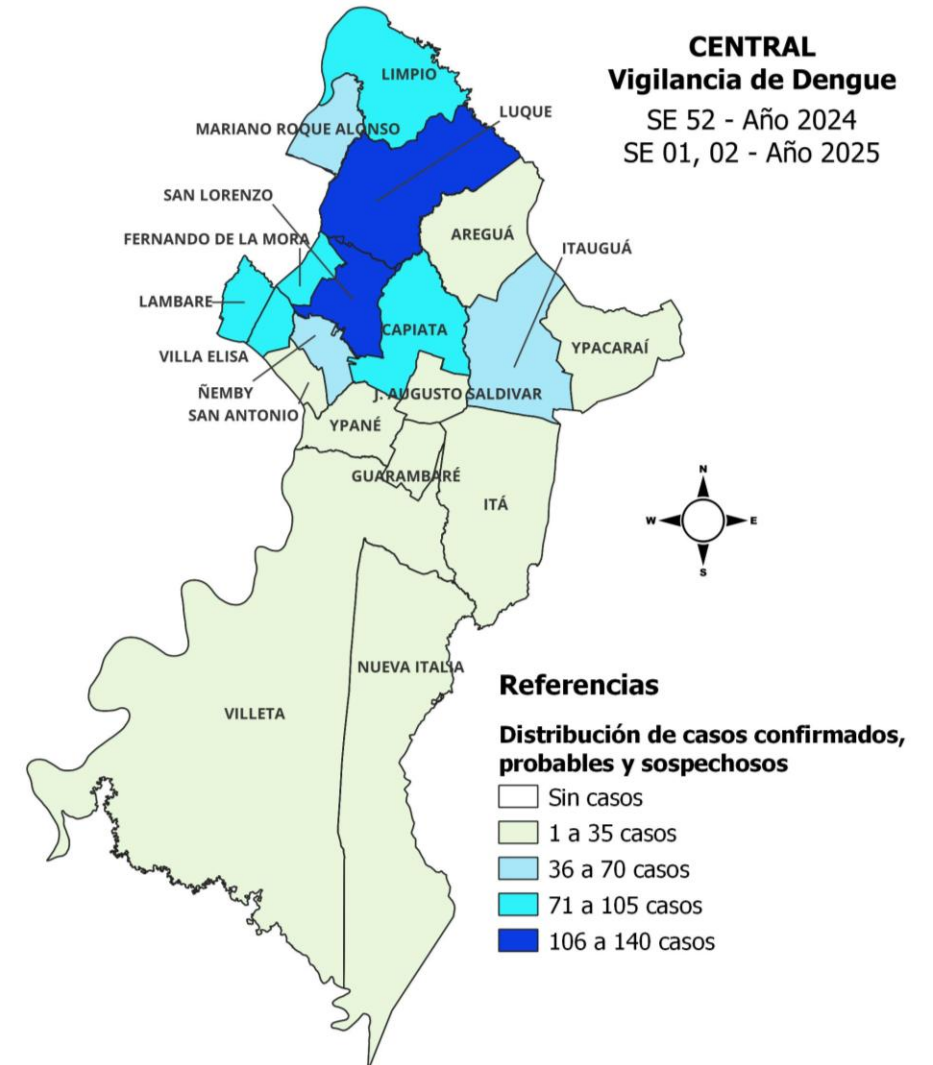 CENTRAL
Vigilancia de Dengue
SE 52 - Año 2024
SE 01, 02 - Año 2025
LIMPIO
LUQUE
MARIANO ROQUE ALONSO
SAN LORENZO
FERNANDO DE LA MORA
AREGUÁ
ITAUGUÁ
LAMBARE
CAPIATA
YPACARAÍ
VILLA ELISA
ÑEMBY
J. AUGUSTO SALDIVAR
SAN ANTONIO
YPANÉ
GUARAMBARÉ
ITÁ
N
W
E
S
NUEVA ITALIA
VILLETA
Referencias
Distribución de casos confirmados,
probables y sospechosos
Sin casos
1 a 35 casos
36 a 70 casos
71 a 105 casos
106 a 140 casos